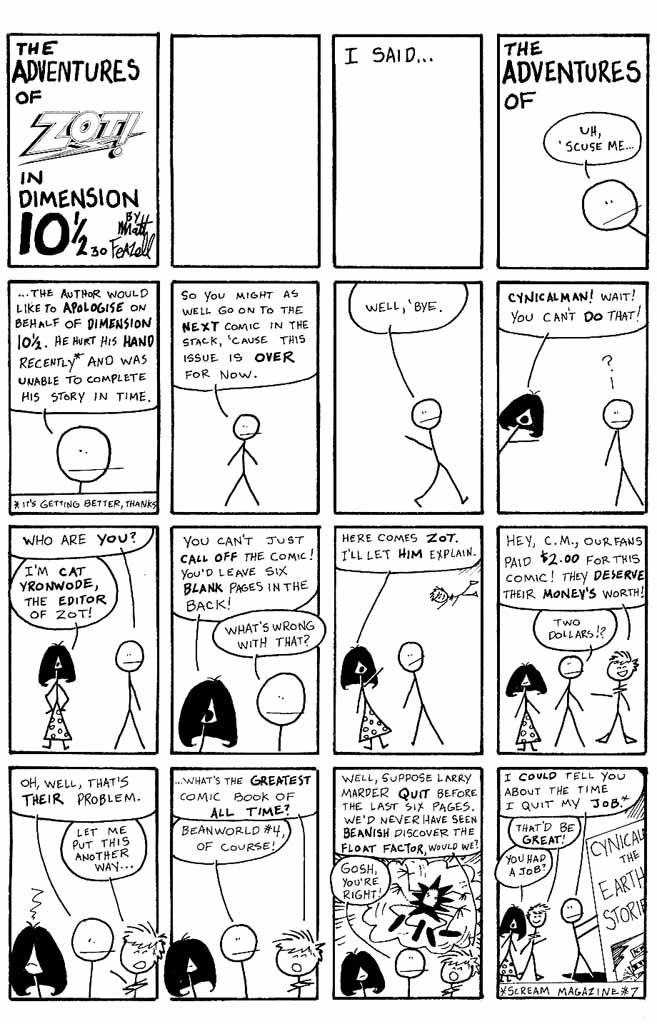 THE
ADVENTURES
OF
ZOT!
IN
DIMENSION
10 1/2
BY
Matt
30 FEAZELL
I SAID...
THE
ADVENTURES
OF
UH,
'SCUSE ME...
...THE AUTHOR WOULD
LIKE TO APOLOGISE ON
BEHALF OF DIMENSION
10½. HE HURT HIS HAND
RECENTLY* AND WAS
UNABLE TO COMPLETE
HIS STORY IN TIME.
*IT'S GETTING BETTER, THANKS
SO YOU MIGHT AS
WELL GO ON TO THE
NEXT COMIC IN THE
STACK, 'CAUSE THIS
ISSUE IS OVER
FOR NOW.
WELL, 'BYE.
CYNICALMAN! WAIT!
YOU CAN'T DO THAT!
?
WHO ARE YOU?
I'M CAT
YRONWODE,
THE EDITOR
OF ZOT!
YOU CAN'T JUST
CALL OFF THE COMIC!
YOU'D LEAVE SIX
BLANK PAGES IN THE
BACK!
WHAT'S WRONG
WITH THAT?
HERE COMES ZOT.
I'LL LET HIM EXPLAIN.
HEY, C.M., OUR FANS
PAID $2.00 FOR THIS
COMIC! THEY DESERVE
THEIR MONEY'S WORTH!
TWO
DOLLARS!?
OH, WELL, THAT'S
THEIR PROBLEM.
LET ME
PUT THIS
ANOTHER
WAY...
...WHAT'S THE GREATEST
COMIC BOOK OF
ALL TIME?
BEANWORLD #4,
OF COURSE!
WELL, SUPPOSE LARRY
MARDER QUIT BEFORE
THE LAST SIX PAGES.
WE'D NEVER HAVE SEEN
BEANISH DISCOVER THE
FLOAT FACTOR, WOULD WE?
GOSH,
YOU'RE
RIGHT!
I COULD TELL YOU
ABOUT THE TIME
I QUIT MY JOB.*
THAT'D BE
GREAT!
YOU HAD
A JOB?
CYNICAL
THE
EARTH
STORIE
*SCREAM MAGAZINE #7